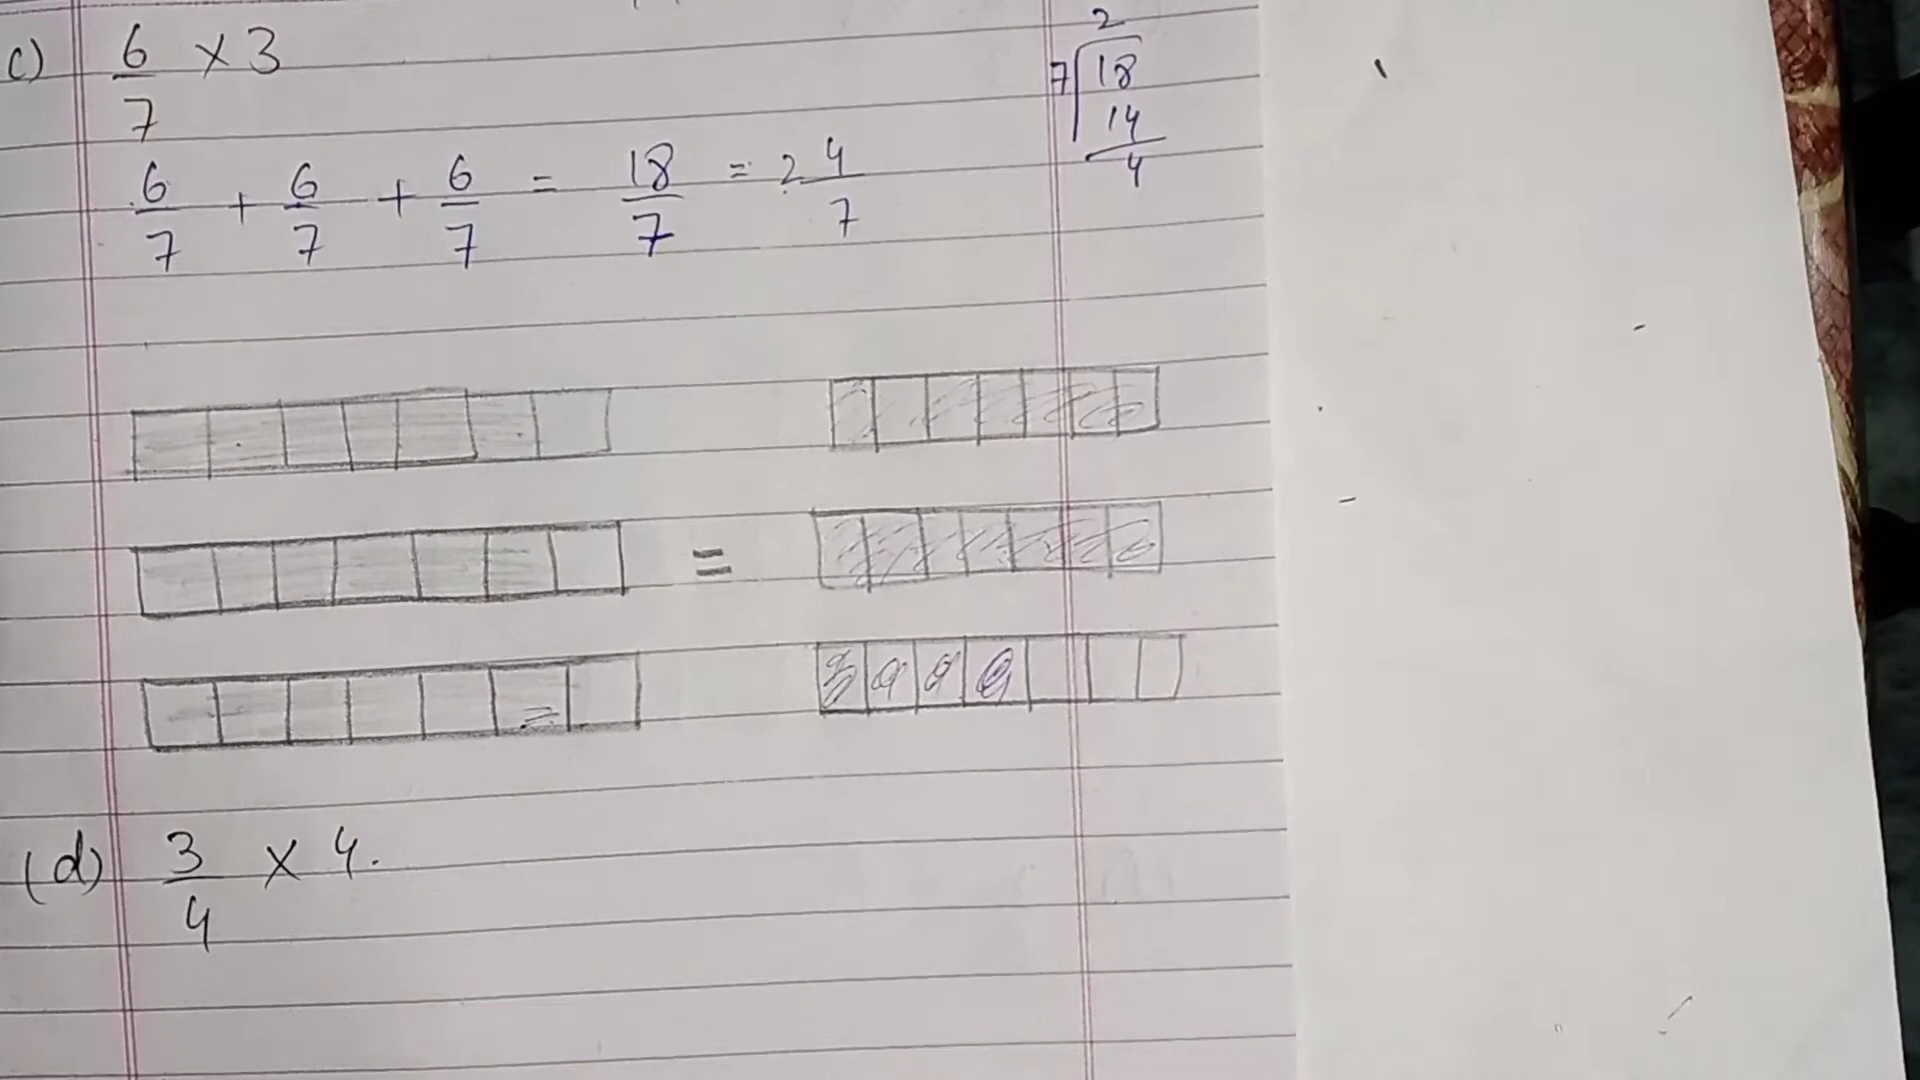 c) 6/7 × 3
6/7 + 6/7 + 6/7 = 18/7 = 2 4/7
2
7 18
14
4
=
(d) 3/4 × 4.